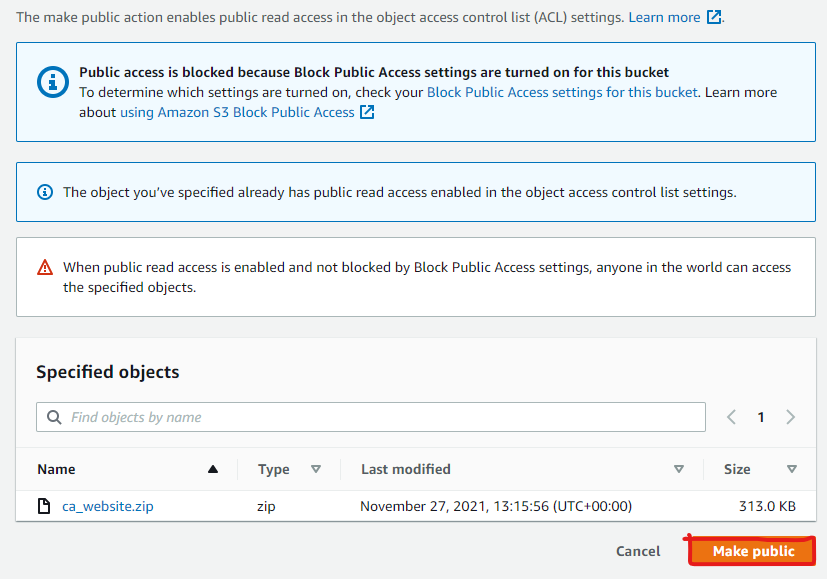 The make public action enables public read access in the object access control list (ACL) settings. Learn more.
Public access is blocked because Block Public Access settings are turned on for this bucket
To determine which settings are turned on, check your Block Public Access settings for this bucket. Learn more
about using Amazon S3 Block Public Access
The object you’ve specified already has public read access enabled in the object access control list settings.
When public read access is enabled and not blocked by Block Public Access settings, anyone in the world can access
the specified objects.
Specified objects
Find objects by name
1
Name Type Last modified Size
ca_website.zip zip November 27, 2021, 13:15:56 (UTC+00:00) 313.0 KB
Cancel Make public